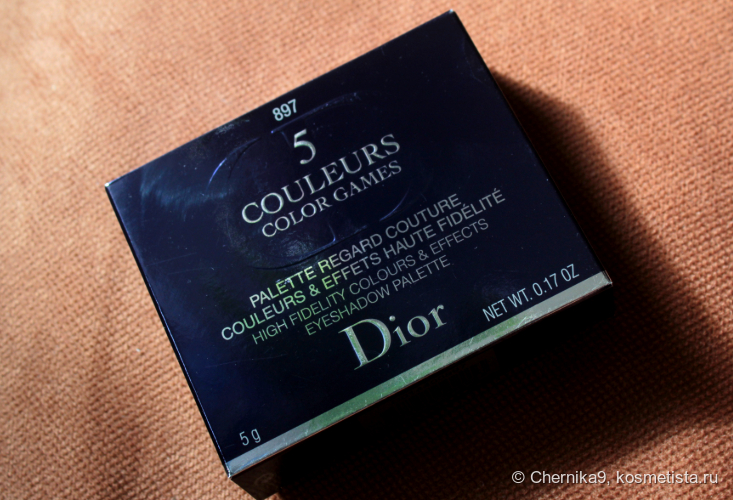 897
5
COULEURS
COLOR GAMES
PALETTE REGARD COUTURE
COULEURS & EFFETS HAUTE FIDÉLITÉ
HIGH FIDELITY COLOURS & EFFECTS
EYESHADOW PALETTE
Dior
NET WT. 0.17 OZ
5 g
© Chernika9, kosmetista.ru